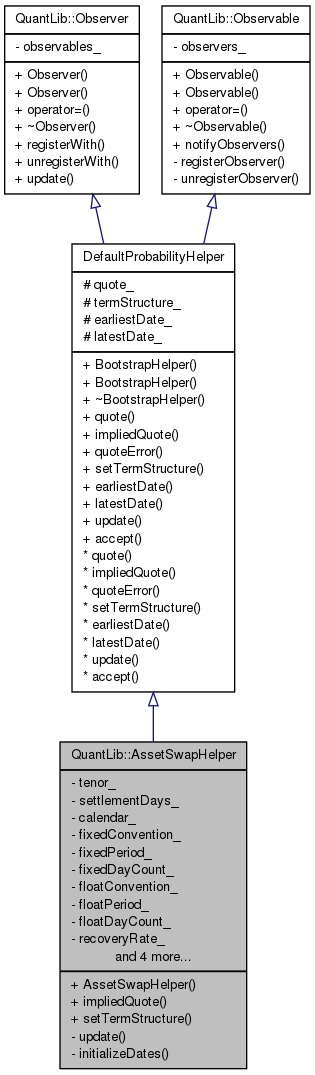 QuantLib::Observer
- observables_
+ Observer()
+ Observer()
+ operator=()
+ ~Observer()
+ registerWith()
+ unregisterWith()
+ update()
QuantLib::Observable
- observers_
+ Observable()
+ Observable()
+ operator=()
+ ~Observable()
+ notifyObservers()
- registerObserver()
- unregisterObserver()
DefaultProbabilityHelper
# quote_
# termStructure_
# earliestDate_
# latestDate_
+ BootstrapHelper()
+ BootstrapHelper()
+ ~BootstrapHelper()
+ quote()
+ impliedQuote()
+ quoteError()
+ setTermStructure()
+ earliestDate()
+ latestDate()
+ update()
+ accept()
* quote()
* impliedQuote()
* quoteError()
* setTermStructure()
* earliestDate()
* latestDate()
* update()
* accept()
QuantLib::AssetSwapHelper
- tenor_
- settlementDays_
- calendar_
- fixedConvention_
- fixedPeriod_
- fixedDayCount_
- floatConvention_
- floatPeriod_
- floatDayCount_
- recoveryRate_
and 4 more...
+ AssetSwapHelper()
+ impliedQuote()
+ setTermStructure()
- update()
- initializeDates()